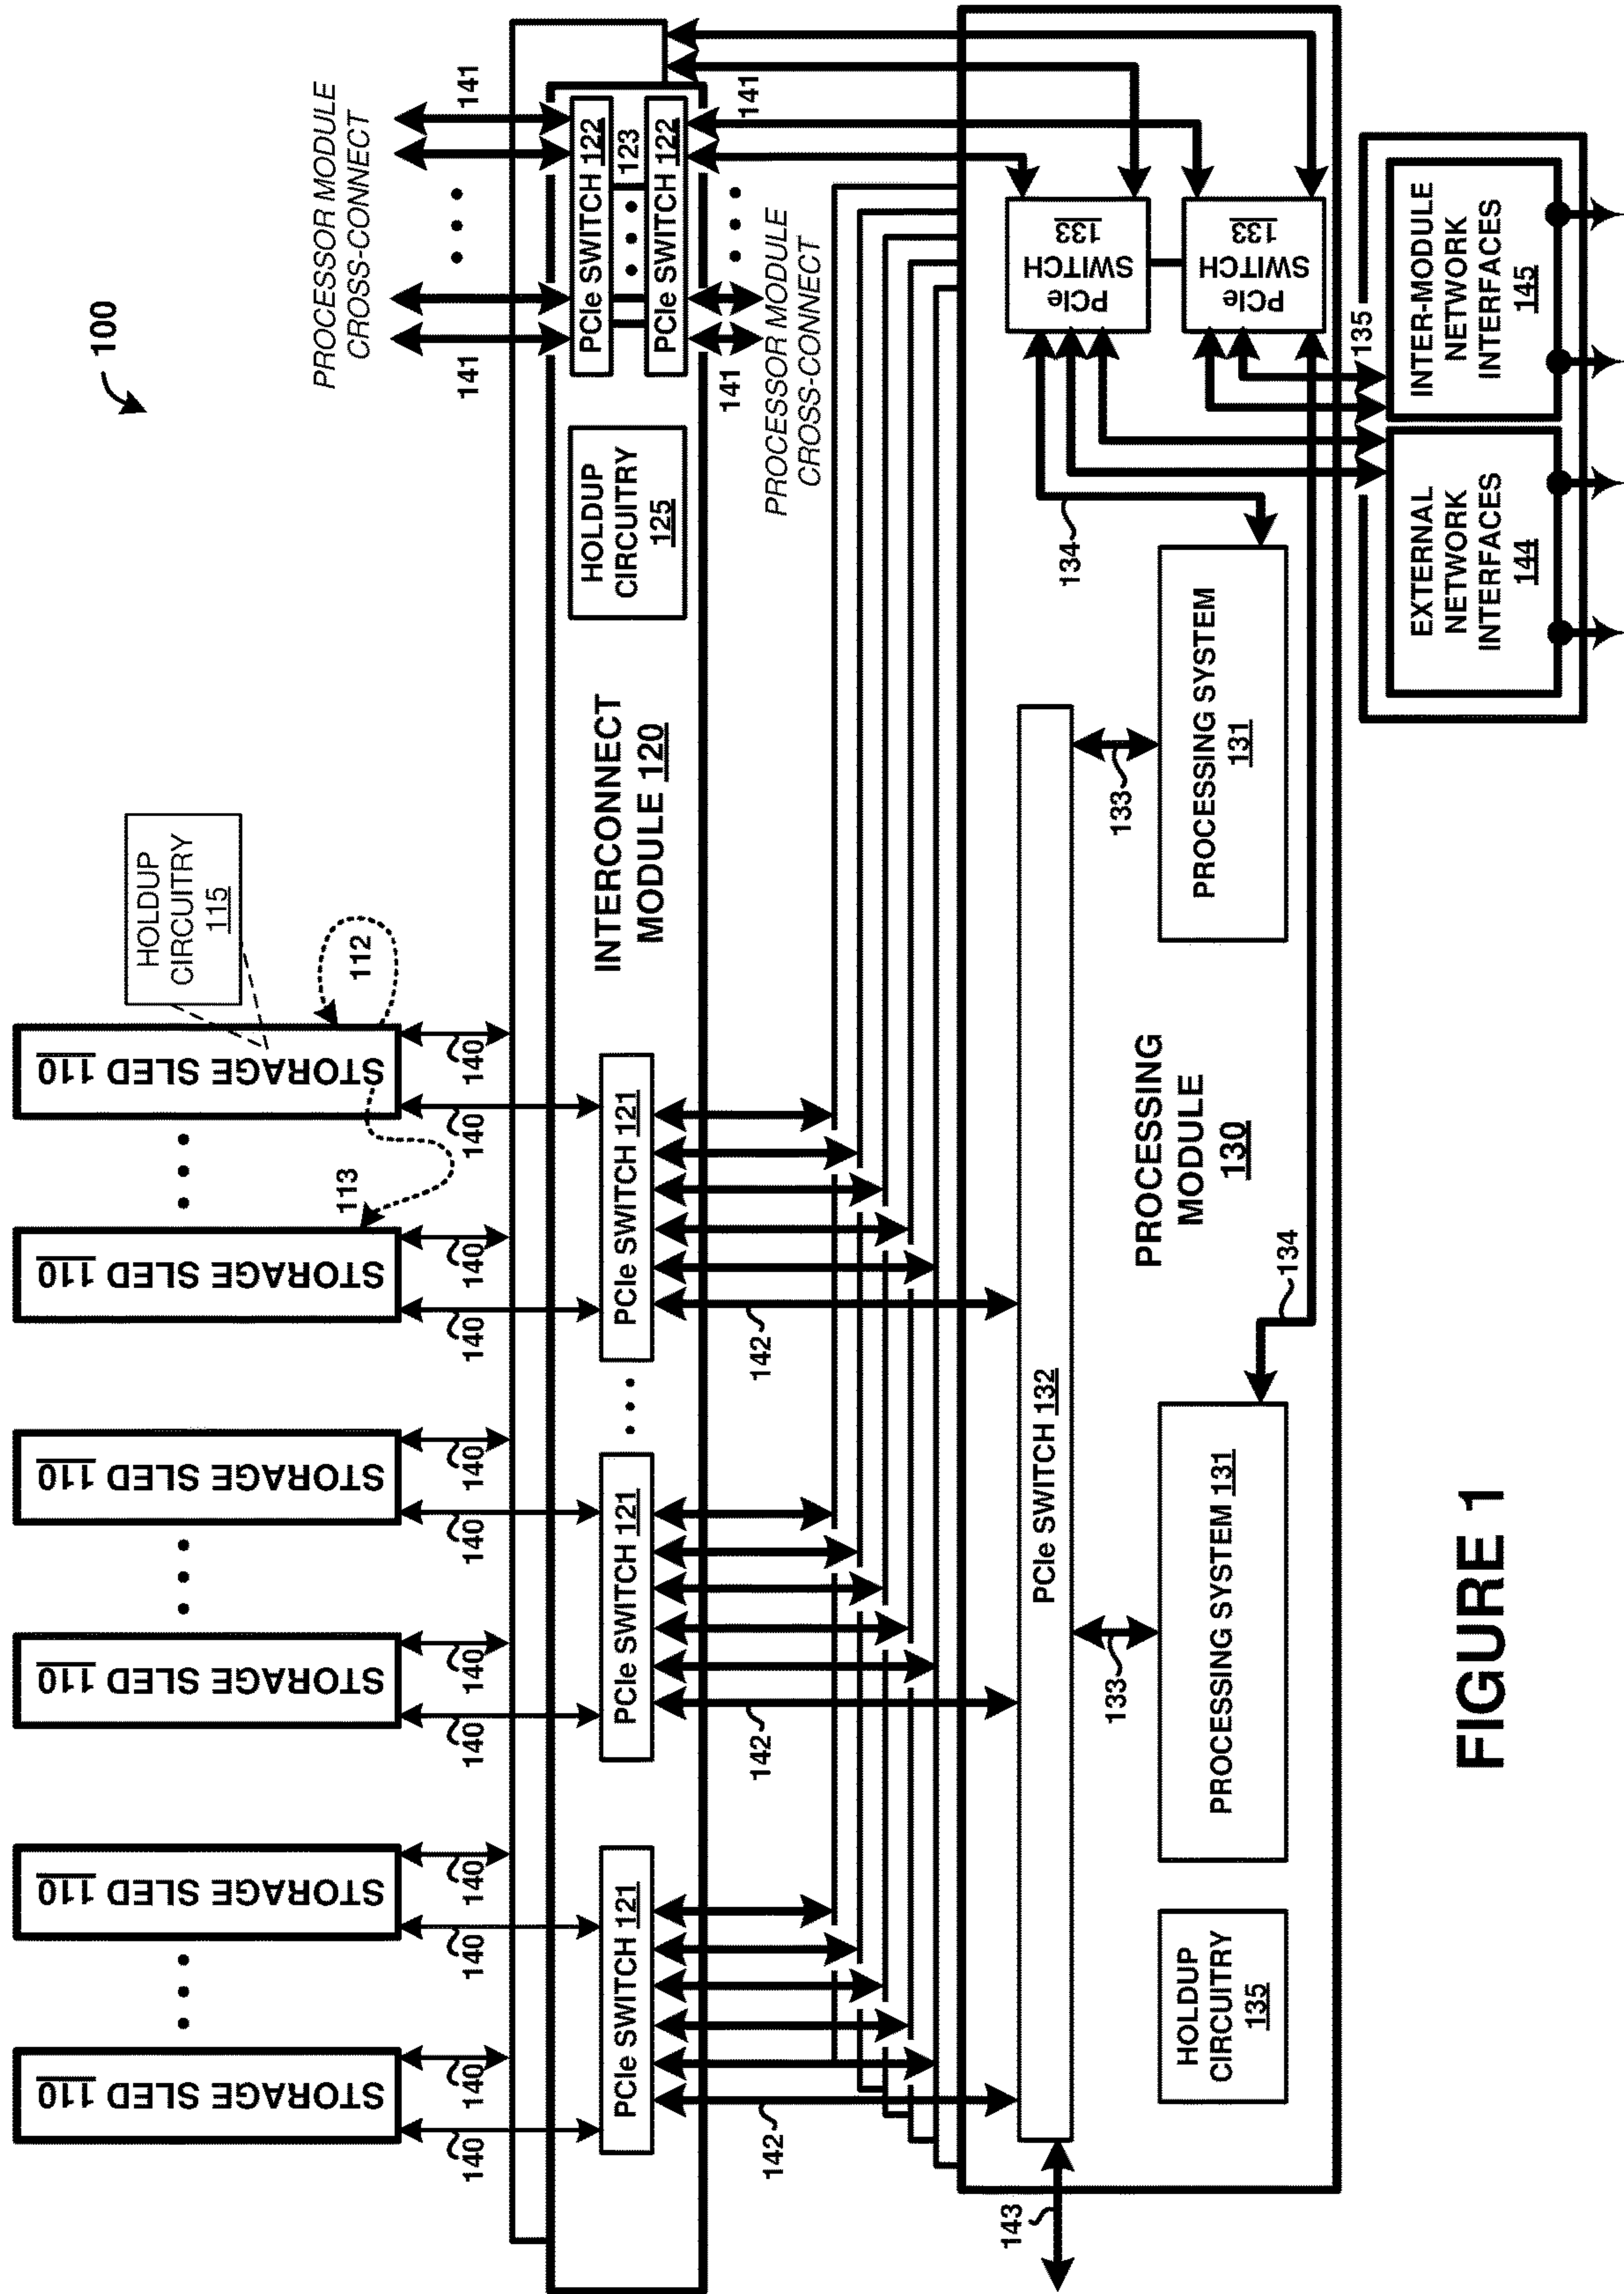 100
STORAGE SLED 110
STORAGE SLED 110
STORAGE SLED 110
STORAGE SLED 110
STORAGE SLED 110
STORAGE SLED 110
HOLDUP
CIRCUITRY
115
113
112
PROCESSOR MODULE
CROSS-CONNECT
140
140
140
140
140
140
140
140
140
140
140
140
141
141
INTERCONNECT
MODULE 120
HOLDUP
CIRCUITRY
125
PCIe SWITCH 122
123
PCIe SWITCH 122
PCIe SWITCH 121
PCIe SWITCH 121
PCIe SWITCH 121
141
141
PROCESSOR MODULE
CROSS-CONNECT
142
142
142
143
PCIe SWITCH 132
133
133
134
134
PCIe
SWITCH
133
PCIe
SWITCH
133
PROCESSING
MODULE
130
HOLDUP
CIRCUITRY
135
PROCESSING SYSTEM 131
PROCESSING SYSTEM
131
135
EXTERNAL
NETWORK
INTERFACES
144
INTER-MODULE
NETWORK
INTERFACES
145
FIGURE 1